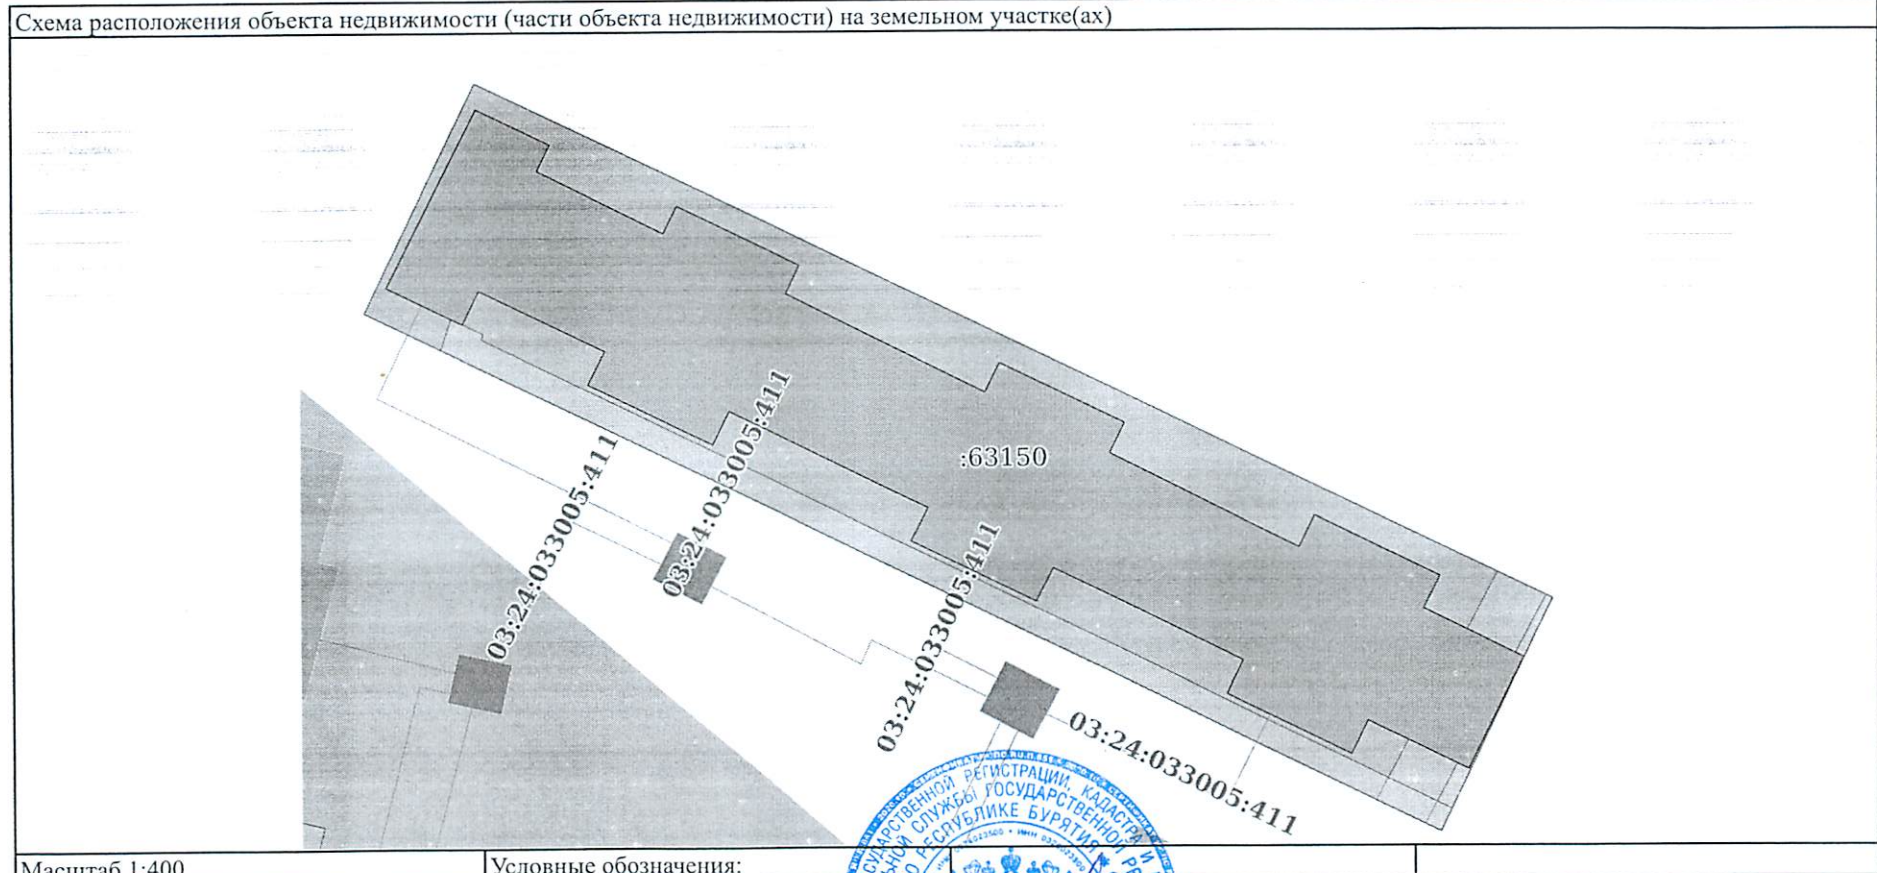 Схема расположения объекта недвижимости (части объекта недвижимости) на земельном участке(ах)
:63150
03:24:033005:411
03:24:033005:411
03:24:033005:411
03:24:033005:411
РЕГИСТРАЦИИ, КАДАСТРА И
СЛУЖБЫ ГОСУДАРСТВЕННОЙ
РЕСПУБЛИКЕ БУРЯТИЯ
Масштаб 1:400
Условные обозначения: